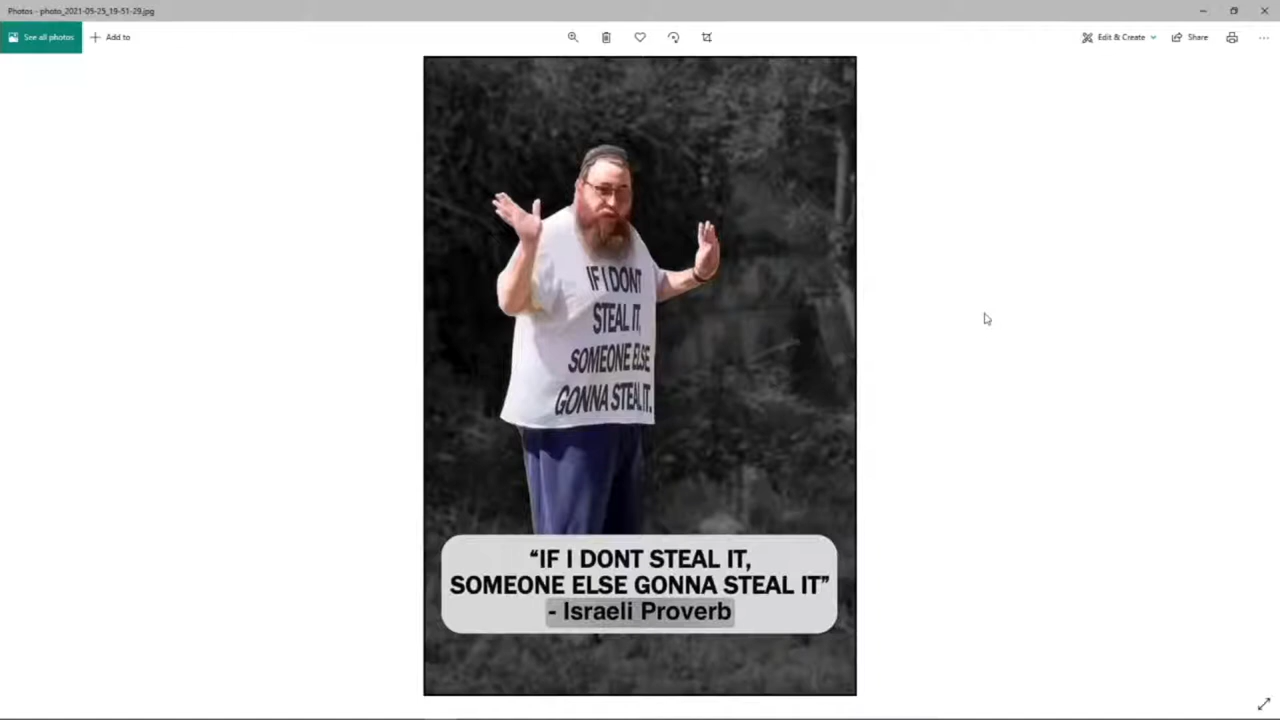 Photos - photo_2021-05-25_19-51-29.jpg
See all photos
Add to
Edit & Create
Share
IF I DONT
STEAL IT,
SOMEONE ELSE
GONNA STEAL IT.
“IF I DONT STEAL IT,
SOMEONE ELSE GONNA STEAL IT”
- Israeli Proverb